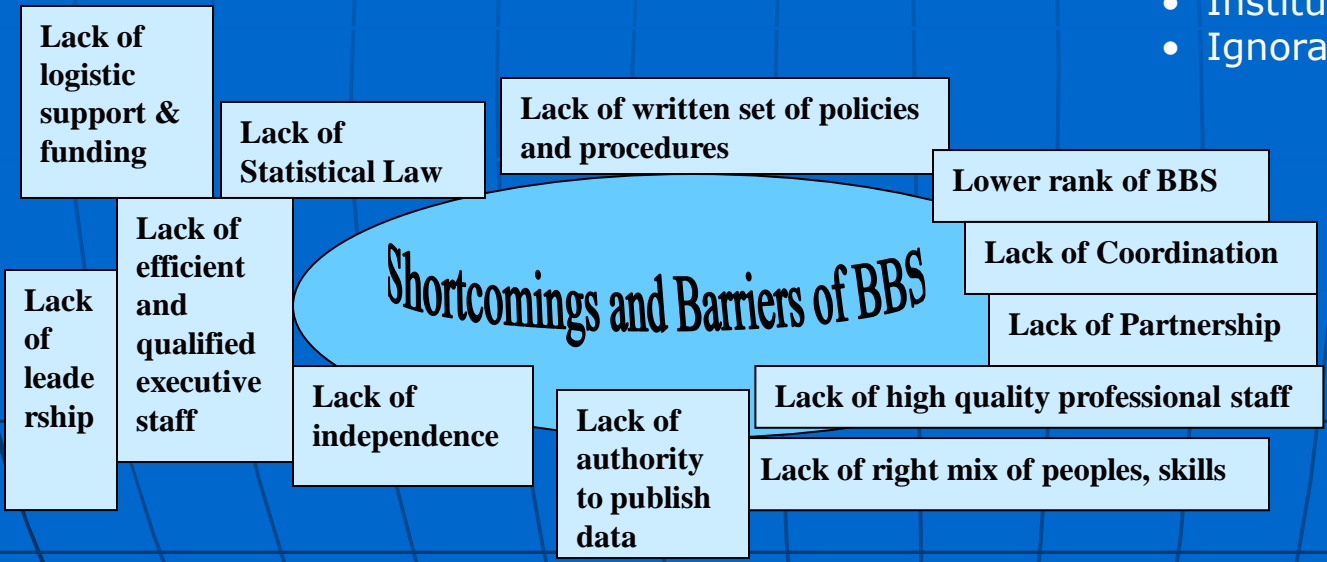 • Institu
• Ignora
Lack of
logistic
support &
funding
Lack of
Statistical Law
Lack of written set of policies
and procedures
Lower rank of BBS
Lack of Coordination
Lack of Partnership
Lack of high quality professional staff
Lack of right mix of peoples, skills
Lack of
authority
to publish
data
Lack of
independence
Lack of
efficient
and
qualified
executive
staff
Lack
of
leade
rship
Shortcomings and Barriers of BBS